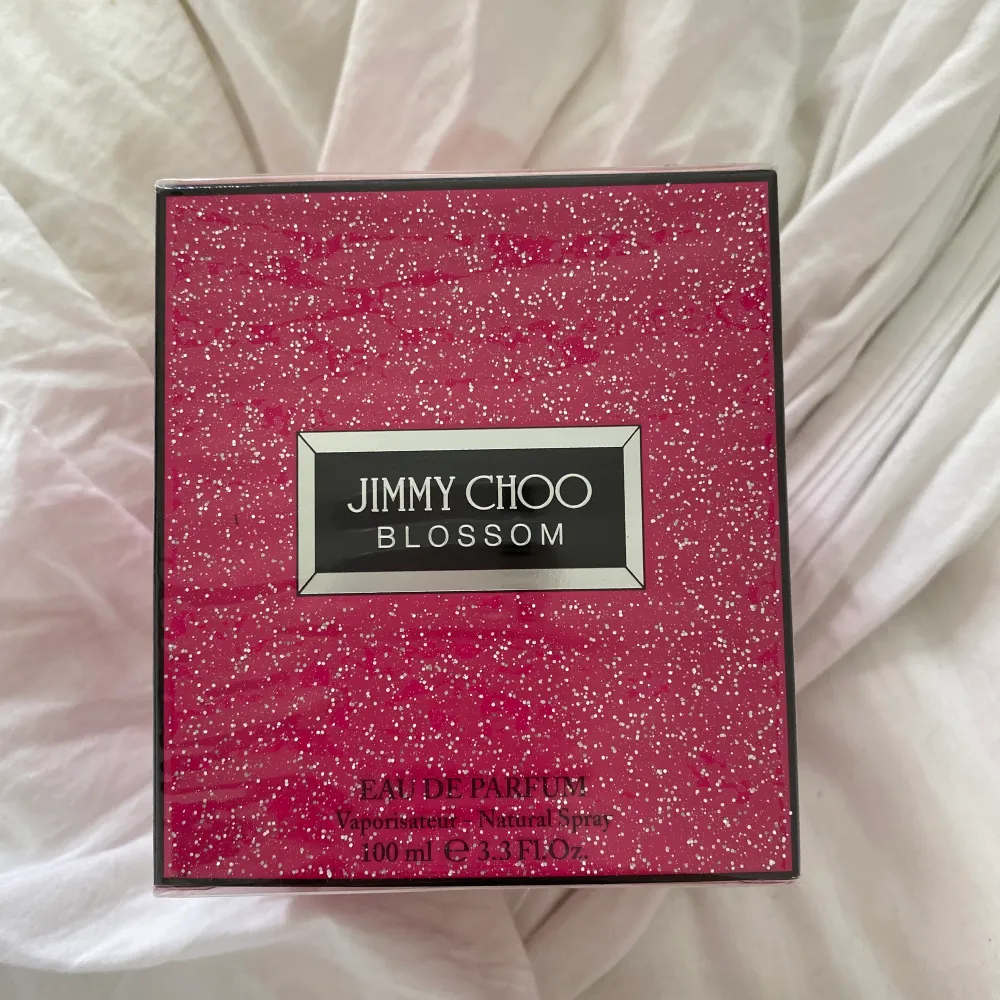 JIMMY CHOO
BLOSSOM
EAU DE PARFUM
Vaporisateur - Natural Spray
100 ml ℮ 3.3 Fl.Oz.